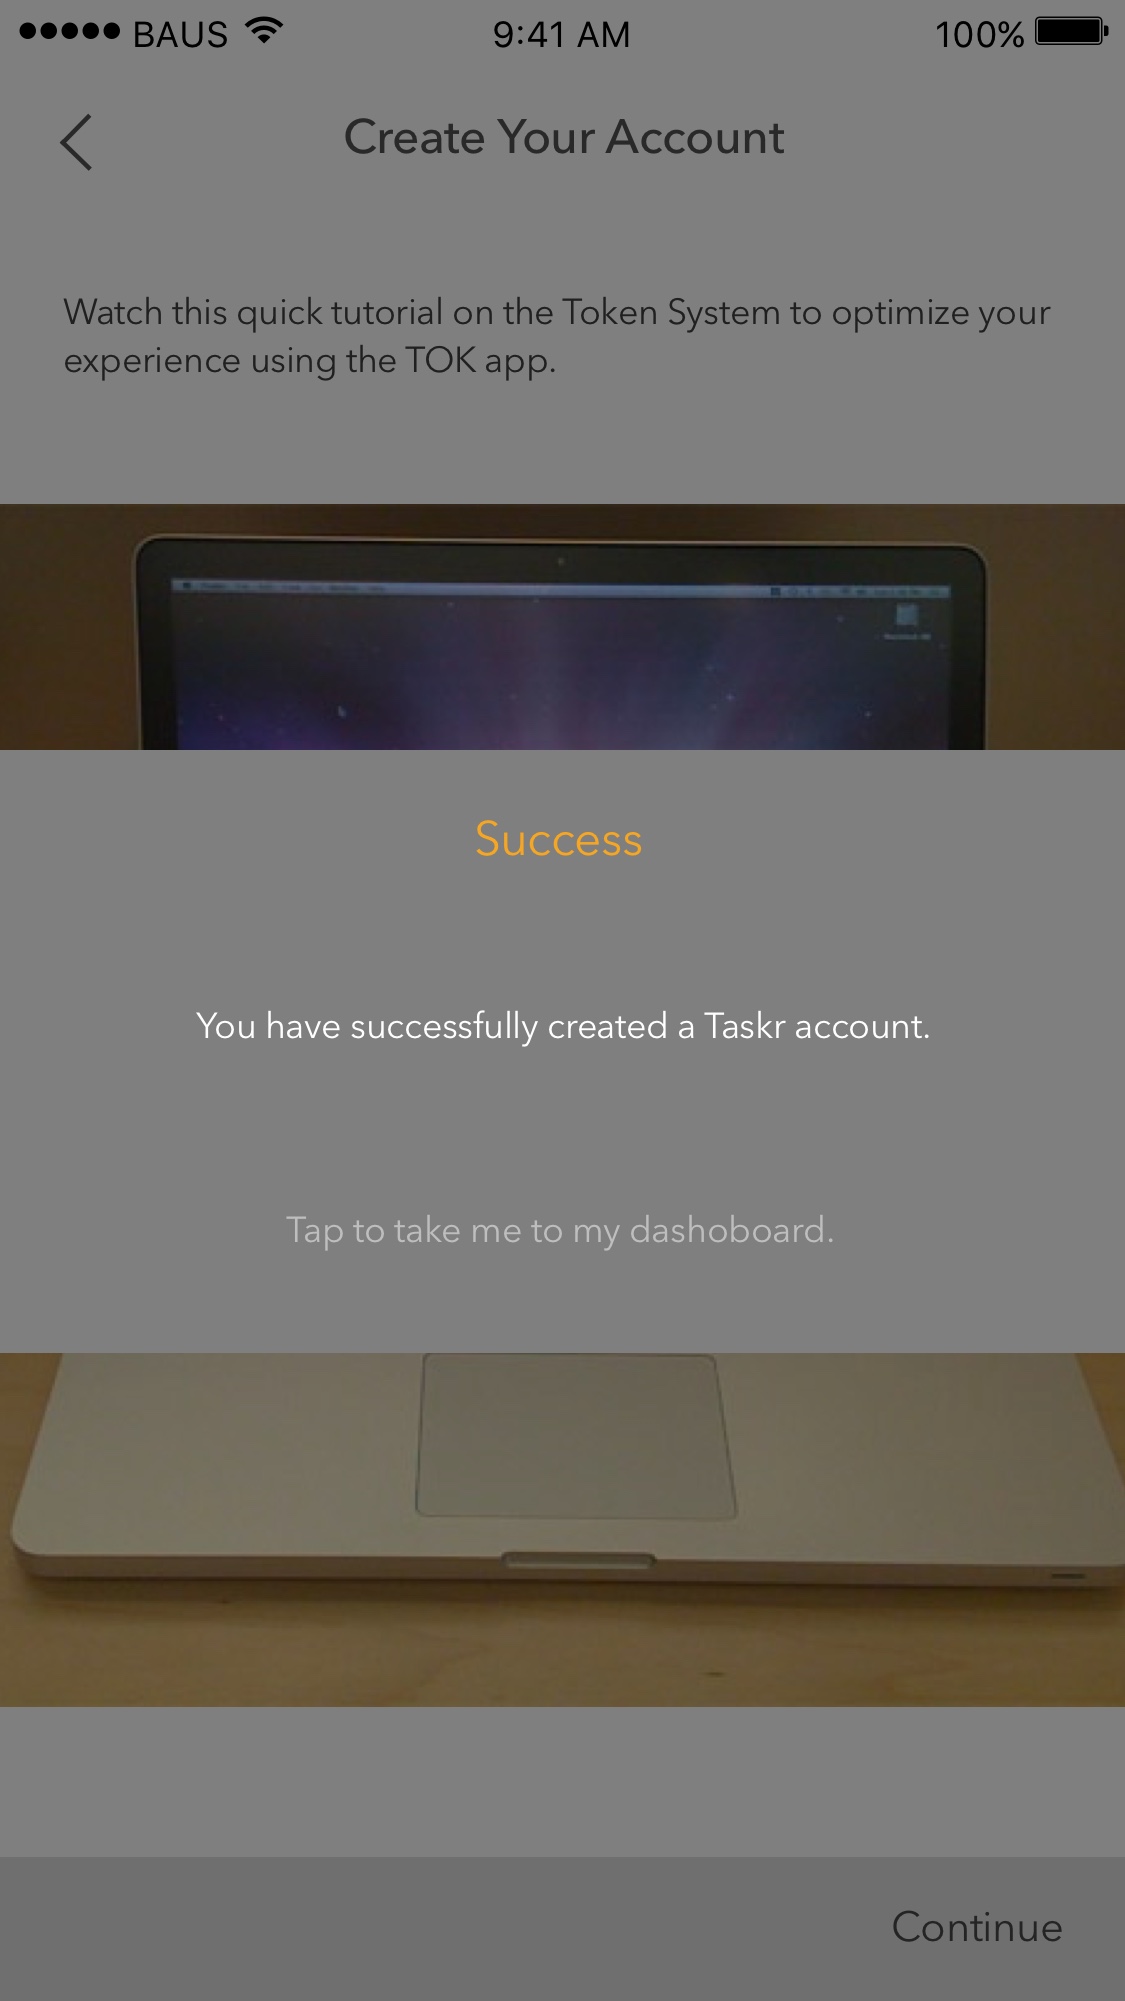 BAUS 9:41 AM 100%
Create Your Account
Watch this quick tutorial on the Token System to optimize your
experience using the TOK app.
Success
You have successfully created a Taskr account.
Tap to take me to my dashoboard.
Continue